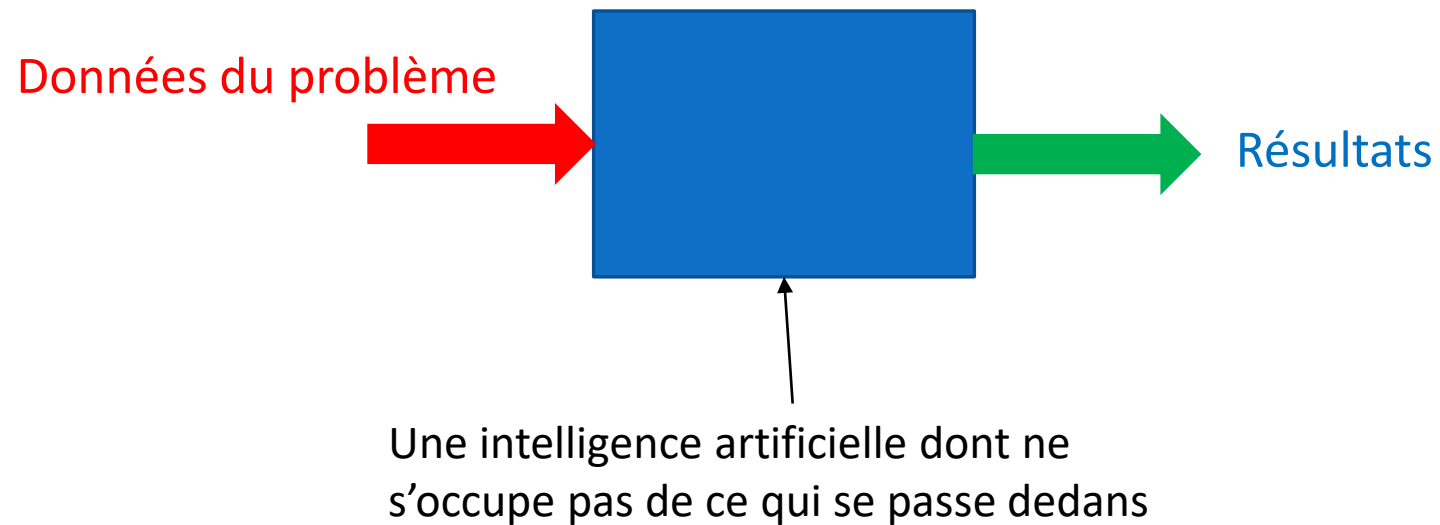 Données du problème
Résultats
Une intelligence artificielle dont ne
s’occupe pas de ce qui se passe dedans